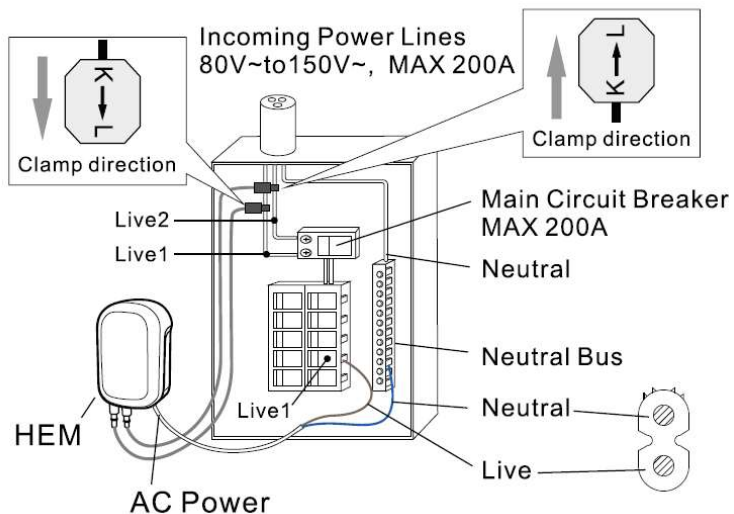 K
L
Clamp direction
Incoming Power Lines
80V~to150V~, MAX 200A
L
K
Clamp direction
Live2
Live1
Main Circuit Breaker
MAX 200A
Neutral
Neutral Bus
Live1
Neutral
HEM
Live
AC Power